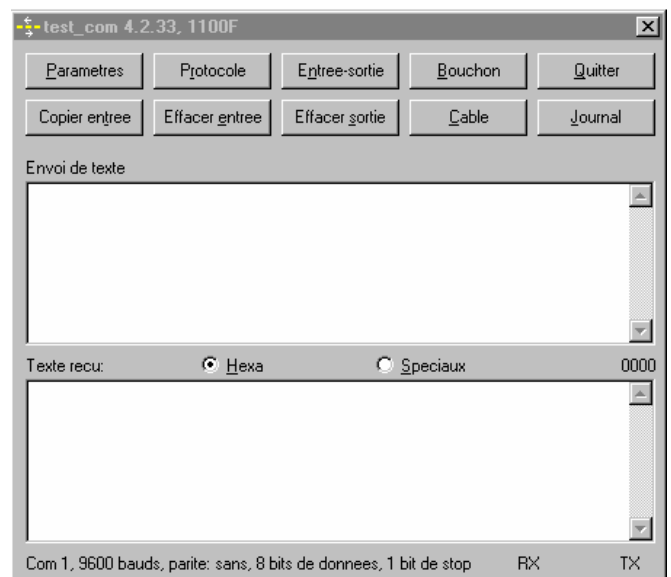 test_com 4.2.33, 1100F
Parametres Protocole Entree-sortie Bouchon Quitter
Copier entree Effacer entree Effacer sortie Cable Journal
Envoi de texte
Texte recu: Hexa Speciaux 0000
Com 1, 9600 bauds, parite: sans, 8 bits de donnees, 1 bit de stop RX TX